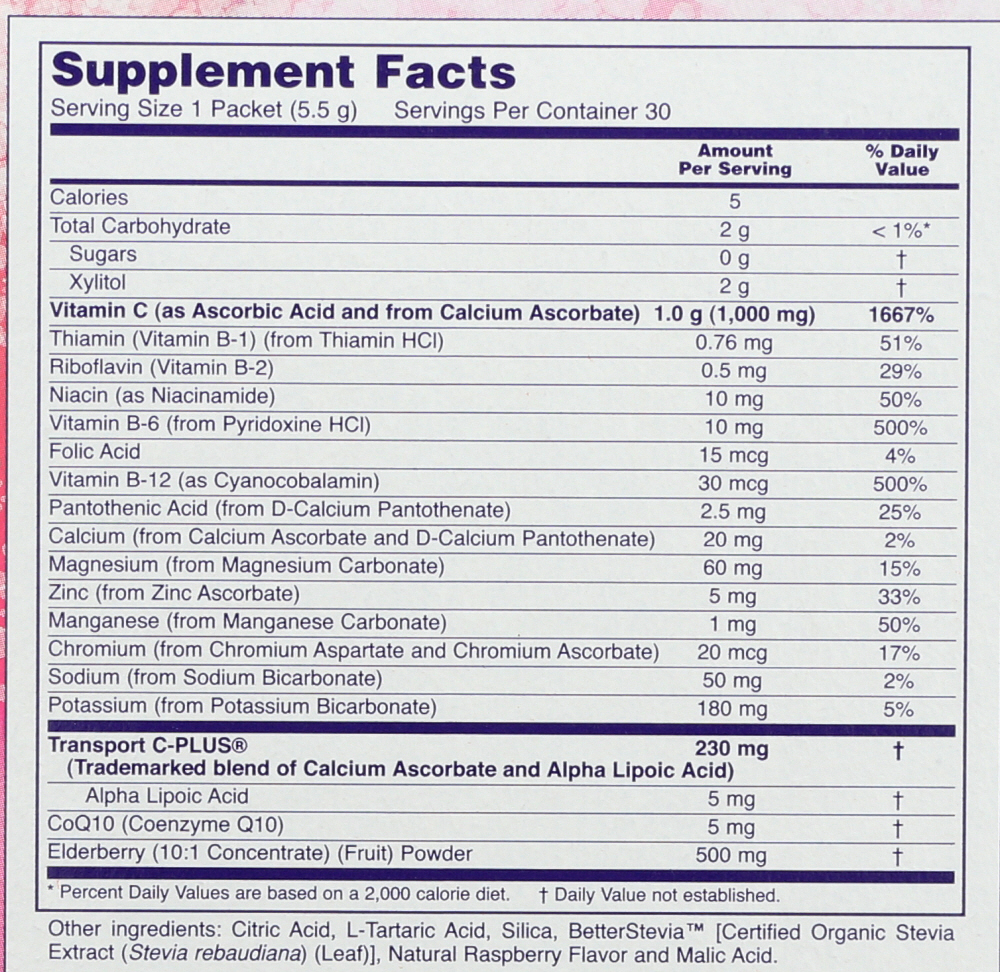 Supplement Facts
Serving Size 1 Packet (5.5 g) Servings Per Container 30
Amount Per Serving % Daily Value
Calories 5
Total Carbohydrate 2 g < 1%*
Sugars 0 g †
Xylitol 2 g †
Vitamin C (as Ascorbic Acid and from Calcium Ascorbate) 1.0 g (1,000 mg) 1667%
Thiamin (Vitamin B-1) (from Thiamin HCl) 0.76 mg 51%
Riboflavin (Vitamin B-2) 0.5 mg 29%
Niacin (as Niacinamide) 10 mg 50%
Vitamin B-6 (from Pyridoxine HCl) 10 mg 500%
Folic Acid 15 mcg 4%
Vitamin B-12 (as Cyanocobalamin) 30 mcg 500%
Pantothenic Acid (from D-Calcium Pantothenate) 2.5 mg 25%
Calcium (from Calcium Ascorbate and D-Calcium Pantothenate) 20 mg 2%
Magnesium (from Magnesium Carbonate) 60 mg 15%
Zinc (from Zinc Ascorbate) 5 mg 33%
Manganese (from Manganese Carbonate) 1 mg 50%
Chromium (from Chromium Aspartate and Chromium Ascorbate) 20 mcg 17%
Sodium (from Sodium Bicarbonate) 50 mg 2%
Potassium (from Potassium Bicarbonate) 180 mg 5%
Transport C-PLUS® 230 mg †
(Trademarked blend of Calcium Ascorbate and Alpha Lipoic Acid)
Alpha Lipoic Acid 5 mg †
CoQ10 (Coenzyme Q10) 5 mg †
Elderberry (10:1 Concentrate) (Fruit) Powder 500 mg †
* Percent Daily Values are based on a 2,000 calorie diet. † Daily Value not established.
Other ingredients: Citric Acid, L-Tartaric Acid, Silica, BetterStevia™ [Certified Organic Stevia
Extract (Stevia rebaudiana) (Leaf)], Natural Raspberry Flavor and Malic Acid.